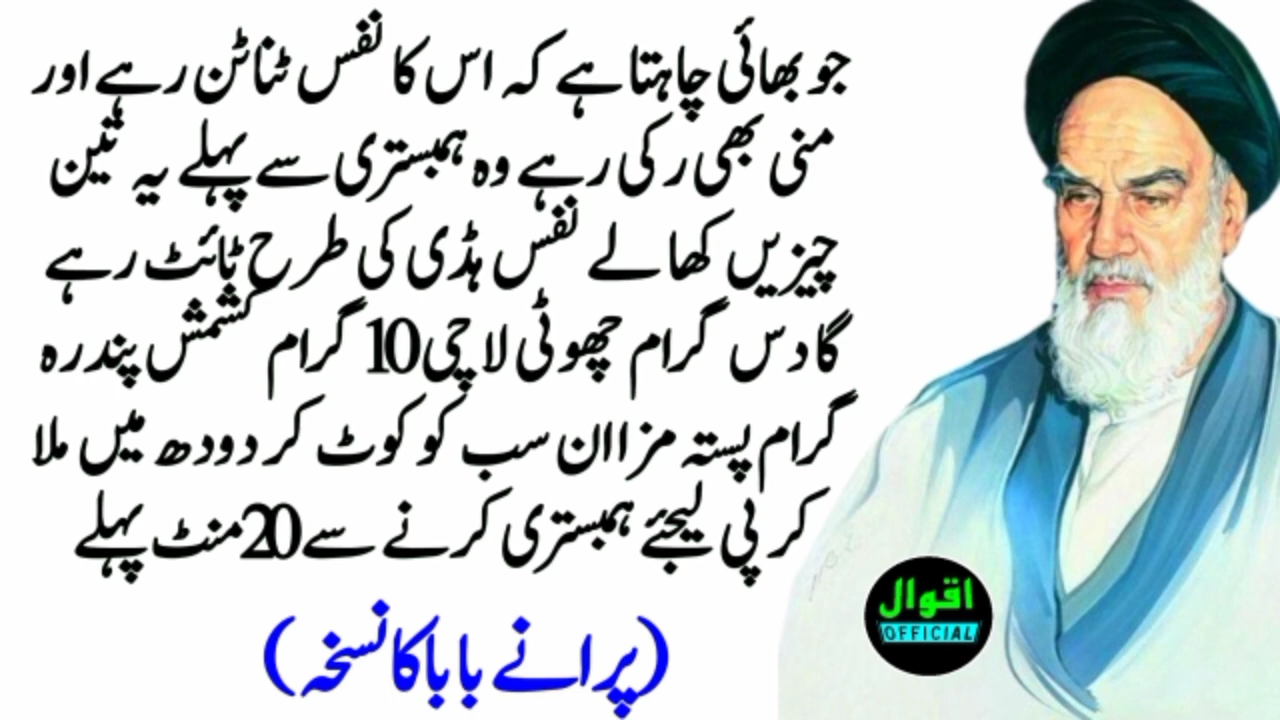 جو بھائی چاہتا ہے کہ اس کا نفس ٹناٹن رہے اور
منی بھی رکی رہے وہ ہمبستری سے پہلے یہ تین
چیزیں کھا لے نفس ہڈی کی طرح ٹائٹ رہے
گا دس گرام چھوٹی لاچی 10 گرام کشمش پندرہ
گرام پستہ مزا ان سب کو کوٹ کر دودھ میں ملا
کر پی لیجئے ہمبستری کرنے سے 20 منٹ پہلے
(پرانے بابا کا نسخہ)
اقوال
OFFICIAL